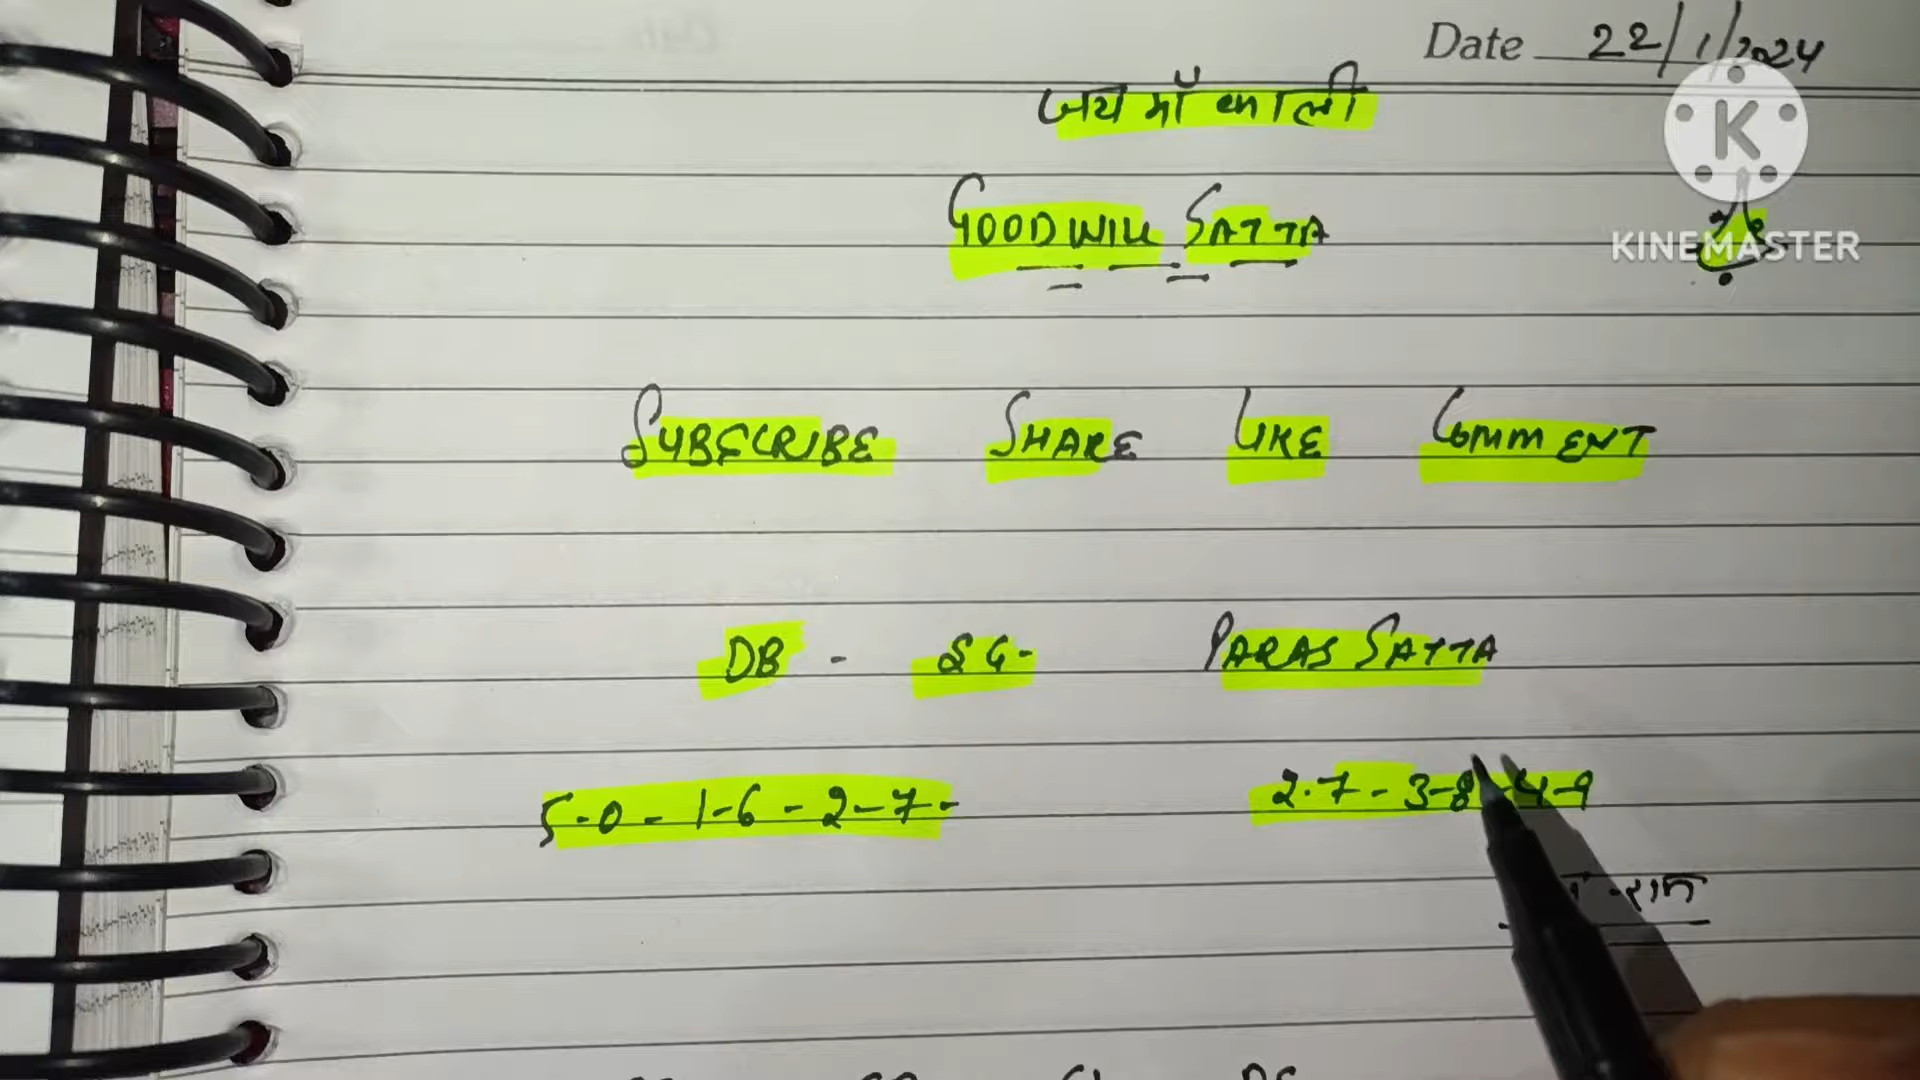 Date 22/1/2024
जय माँ काली
GOODWILL SATTA
KINEMASTER
SUBSCRIBE SHARE LIKE COMMENT
DB - SG- PARAS SATTA
5-0 - 1-6 - 2-7- 2.7 - 3-8 - 4-9